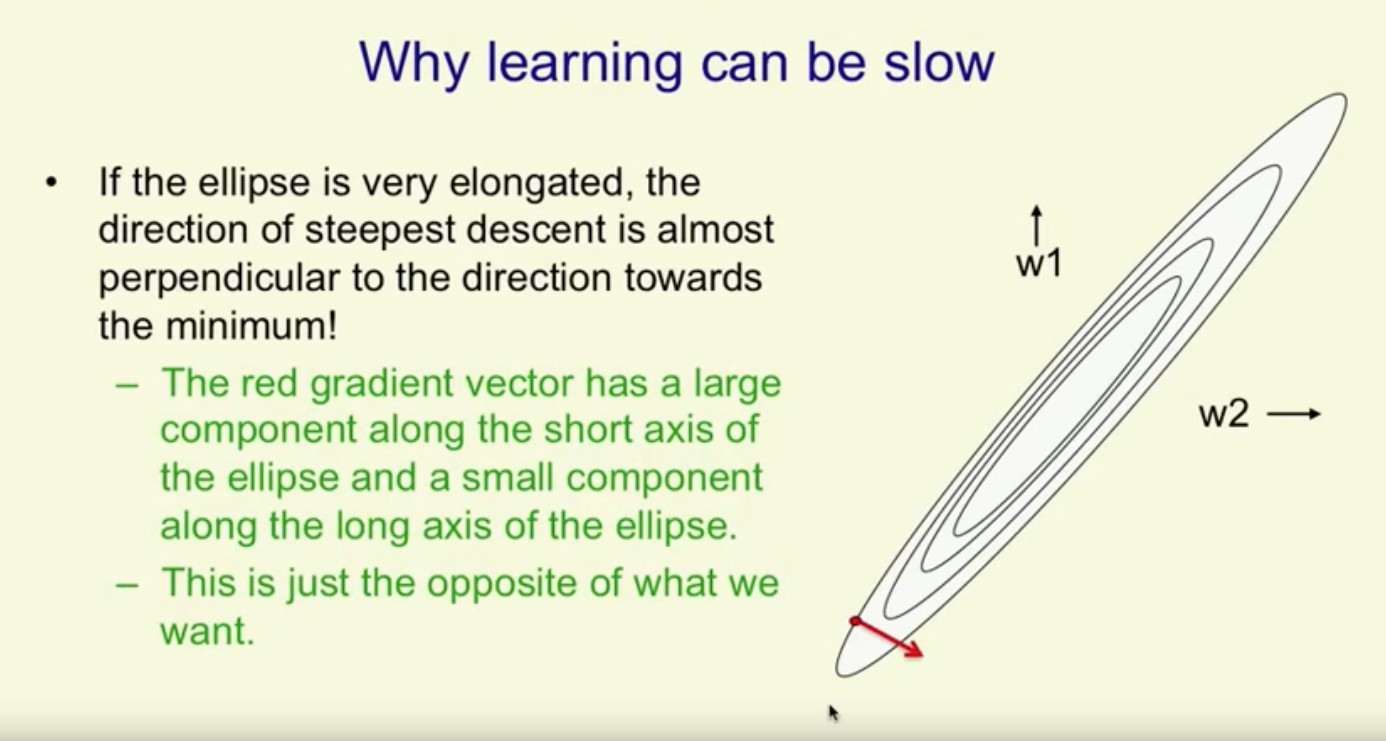 Why learning can be slow
• If the ellipse is very elongated, the
direction of steepest descent is almost
perpendicular to the direction towards
the minimum!
– The red gradient vector has a large
component along the short axis of
the ellipse and a small component
along the long axis of the ellipse.
– This is just the opposite of what we
want.
w1
w2